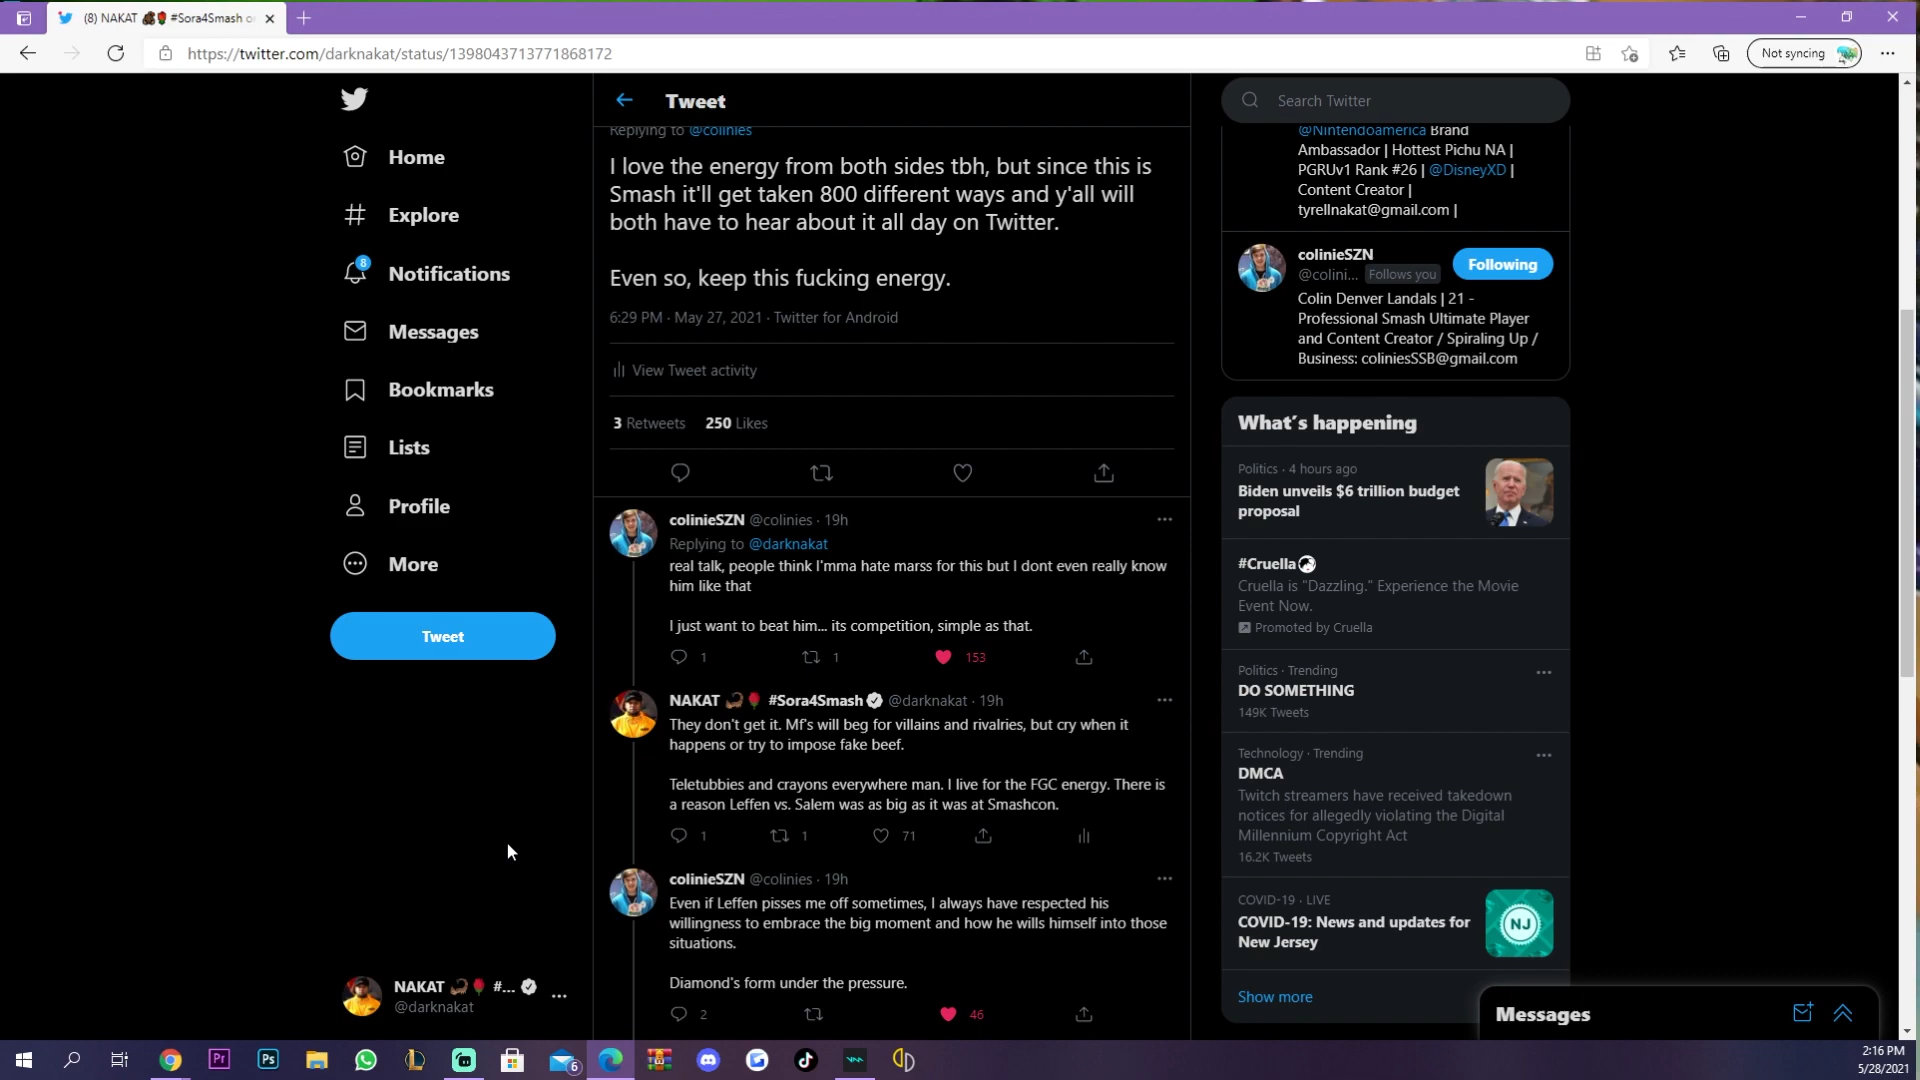 (8) NAKAT #Sora4Smash o
https://twitter.com/darknakat/status/1398043713771868172
Not syncing
Home
Explore
8
Notifications
Messages
Bookmarks
Lists
Profile
More
Tweet
NAKAT #...
@darknakat
Tweet
Replying to @colinies
I love the energy from both sides tbh, but since this is
Smash it'll get taken 800 different ways and y'all will
both have to hear about it all day on Twitter.
Even so, keep this fucking energy.
6:29 PM · May 27, 2021 · Twitter for Android
View Tweet activity
3 Retweets 250 Likes
colinieSZN @colinies · 19h
Replying to @darknakat
real talk, people think I'mma hate marss for this but I dont even really know
him like that
I just want to beat him... its competition, simple as that.
1 1 153
NAKAT #Sora4Smash @darknakat · 19h
They don't get it. Mf's will beg for villains and rivalries, but cry when it
happens or try to impose fake beef.
Teletubbies and crayons everywhere man. I live for the FGC energy. There is
a reason Leffen vs. Salem was as big as it was at Smashcon.
1 1 71
colinieSZN @colinies · 19h
Even if Leffen pisses me off sometimes, I always have respected his
willingness to embrace the big moment and how he wills himself into those
situations.
Diamond's form under the pressure.
2 46
Search Twitter
@Nintendoamerica Brand
Ambassador | Hottest Pichu NA |
PGRUv1 Rank #26 | @DisneyXD |
Content Creator |
tyrellnakat@gmail.com |
colinieSZN
@colini... Follows you
Following
Colin Denver Landals | 21 -
Professional Smash Ultimate Player
and Content Creator / Spiraling Up /
Business: coliniesSSB@gmail.com
What's happening
Politics · 4 hours ago
Biden unveils $6 trillion budget
proposal
#Cruella
Cruella is "Dazzling." Experience the Movie
Event Now.
Promoted by Cruella
Politics · Trending
DO SOMETHING
149K Tweets
Technology · Trending
DMCA
Twitch streamers have received takedown
notices for allegedly violating the Digital
Millennium Copyright Act
16.2K Tweets
COVID-19 · LIVE
COVID-19: News and updates for
New Jersey
NJ
Show more
Messages
Pr
Ps
6
2:16 PM
5/28/2021